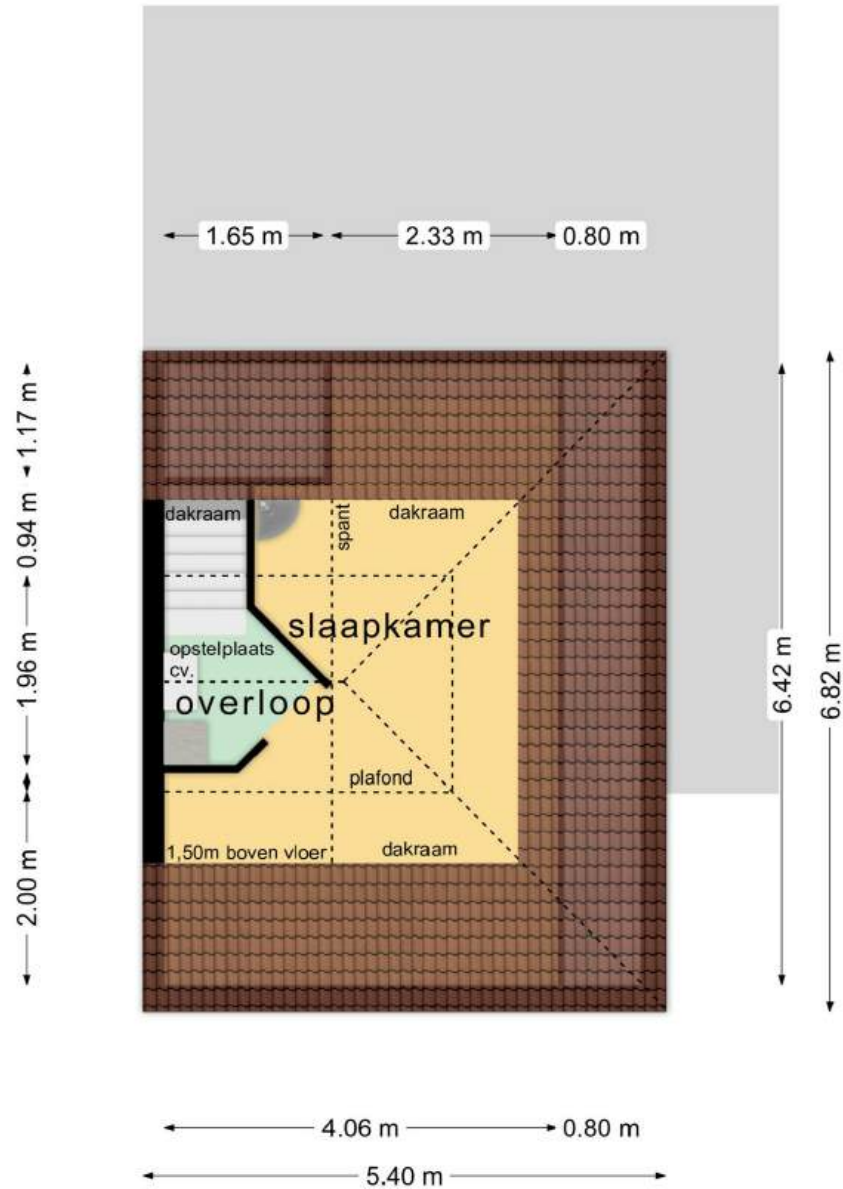 1.65 m
2.33 m
0.80 m
1.17 m
0.94 m
1.96 m
2.00 m
6.42 m
6.82 m
dakraam
spant
dakraam
slaapkamer
opstelplaats
cv.
overloop
plafond
1,50m boven vloer
dakraam
4.06 m
0.80 m
5.40 m